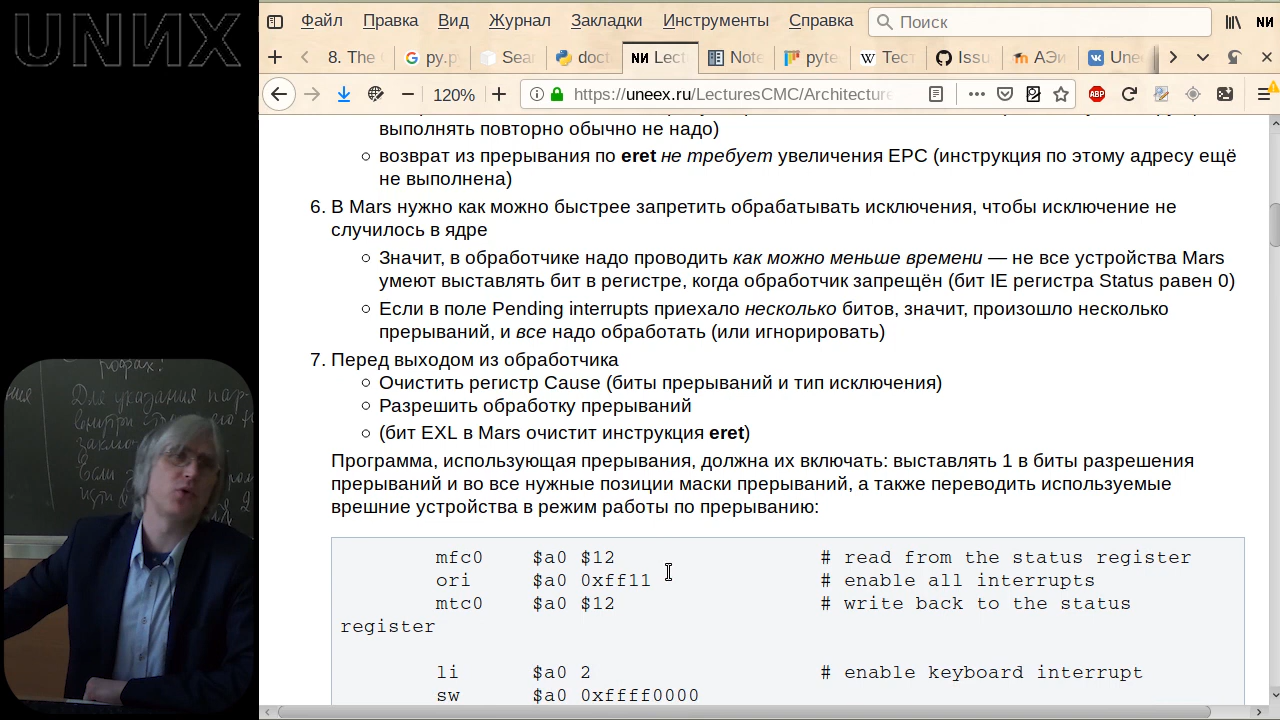 UNИX
Файл Правка Вид Журнал Закладки Инструменты Справка Поиск
8. The ру.р Sear doct Lect Note pyte Тест Issu АЭи Unee
120% https://uneex.ru/LecturesCMC/Architecture ABP
выполнять повторно обычно не надо)
возврат из прерывания по eret не требует увеличения EPC (инструкция по этому адресу ещё
не выполнена)
6. В Mars нужно как можно быстрее запретить обрабатывать исключения, чтобы исключение не
случилось в ядре
Значит, в обработчике надо проводить как можно меньше времени — не все устройства Mars
умеют выставлять бит в регистре, когда обработчик запрещён (бит IE регистра Status равен 0)
Если в поле Pending interrupts приехало несколько битов, значит, произошло несколько
прерываний, и все надо обработать (или игнорировать)
7. Перед выходом из обработчика
Очистить регистр Cause (биты прерываний и тип исключения)
Разрешить обработку прерываний
(бит EXL в Mars очистит инструкция eret)
Программа, использующая прерывания, должна их включать: выставлять 1 в биты разрешения
прерываний и во все нужные позиции маски прерываний, а также переводить используемые
врешние устройства в режим работы по прерыванию:
mfc0 $a0 $12 # read from the status register
ori $a0 0xff11 # enable all interrupts
mtc0 $a0 $12 # write back to the status
register
li $a0 2 # enable keyboard interrupt
sw $a0 0xffff0000
Для указания
внутри